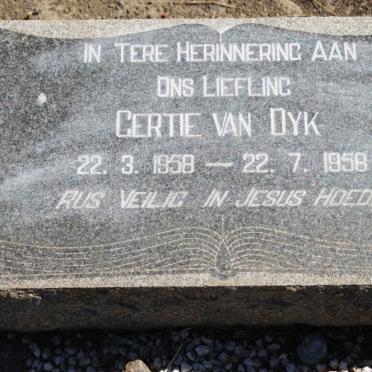 IN TERE HERINNERING AAN
ONS LIEFLING
GERTIE VAN DYK
22. 3. 1958 — 22. 7. 1958
RUS VEILIG IN JESUS HOED